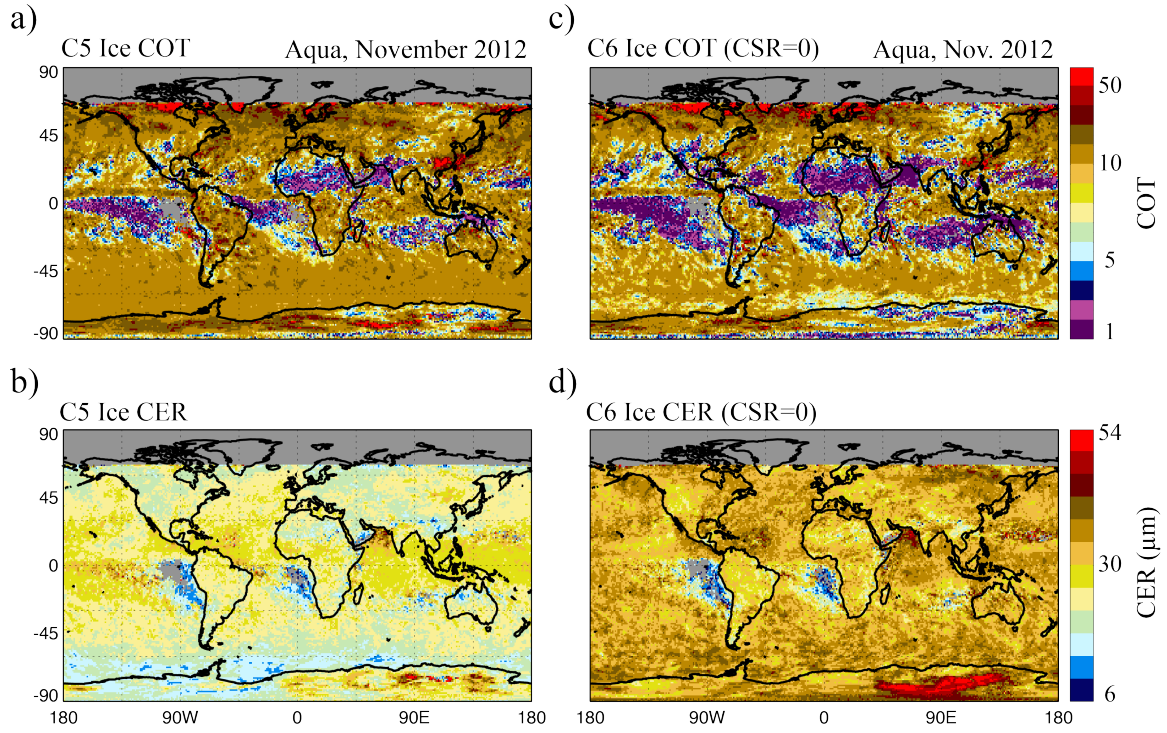 a)
c)
C5 Ice COT Aqua, November 2012
C6 Ice COT (CSR=0) Aqua, Nov. 2012
90
45
0
-45
-90
50
10
5
1
COT
b)
d)
C5 Ice CER
C6 Ice CER (CSR=0)
90
45
0
-45
-90
180 90W 0 90E 180
180 90W 0 90E 180
54
30
6
CER (µm)